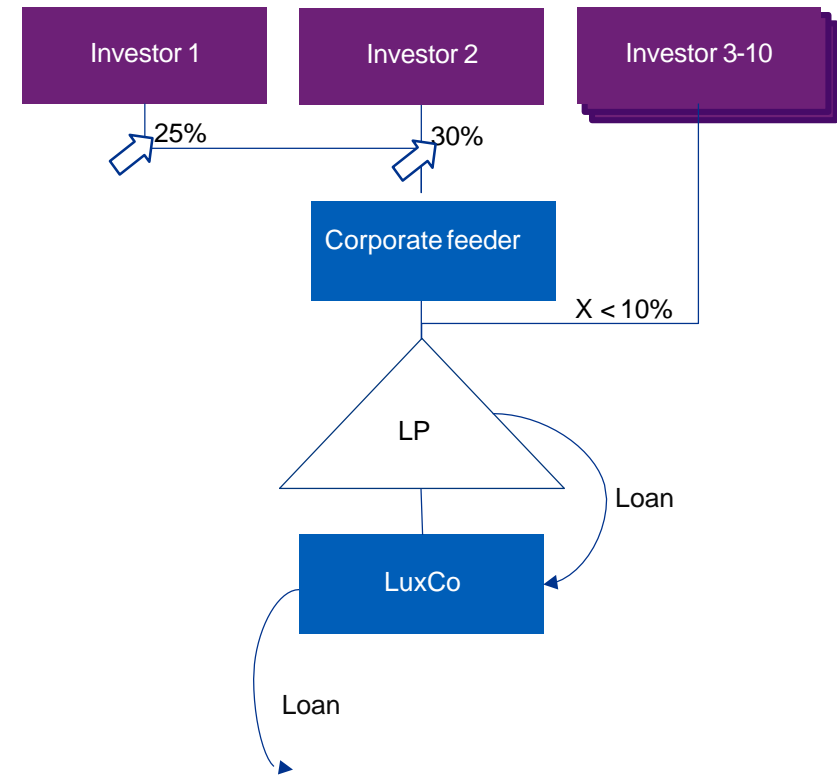 Investor 1
Investor 2
Investor 3-10
25%
30%
Corporate feeder
X < 10%
LP
Loan
LuxCo
Loan